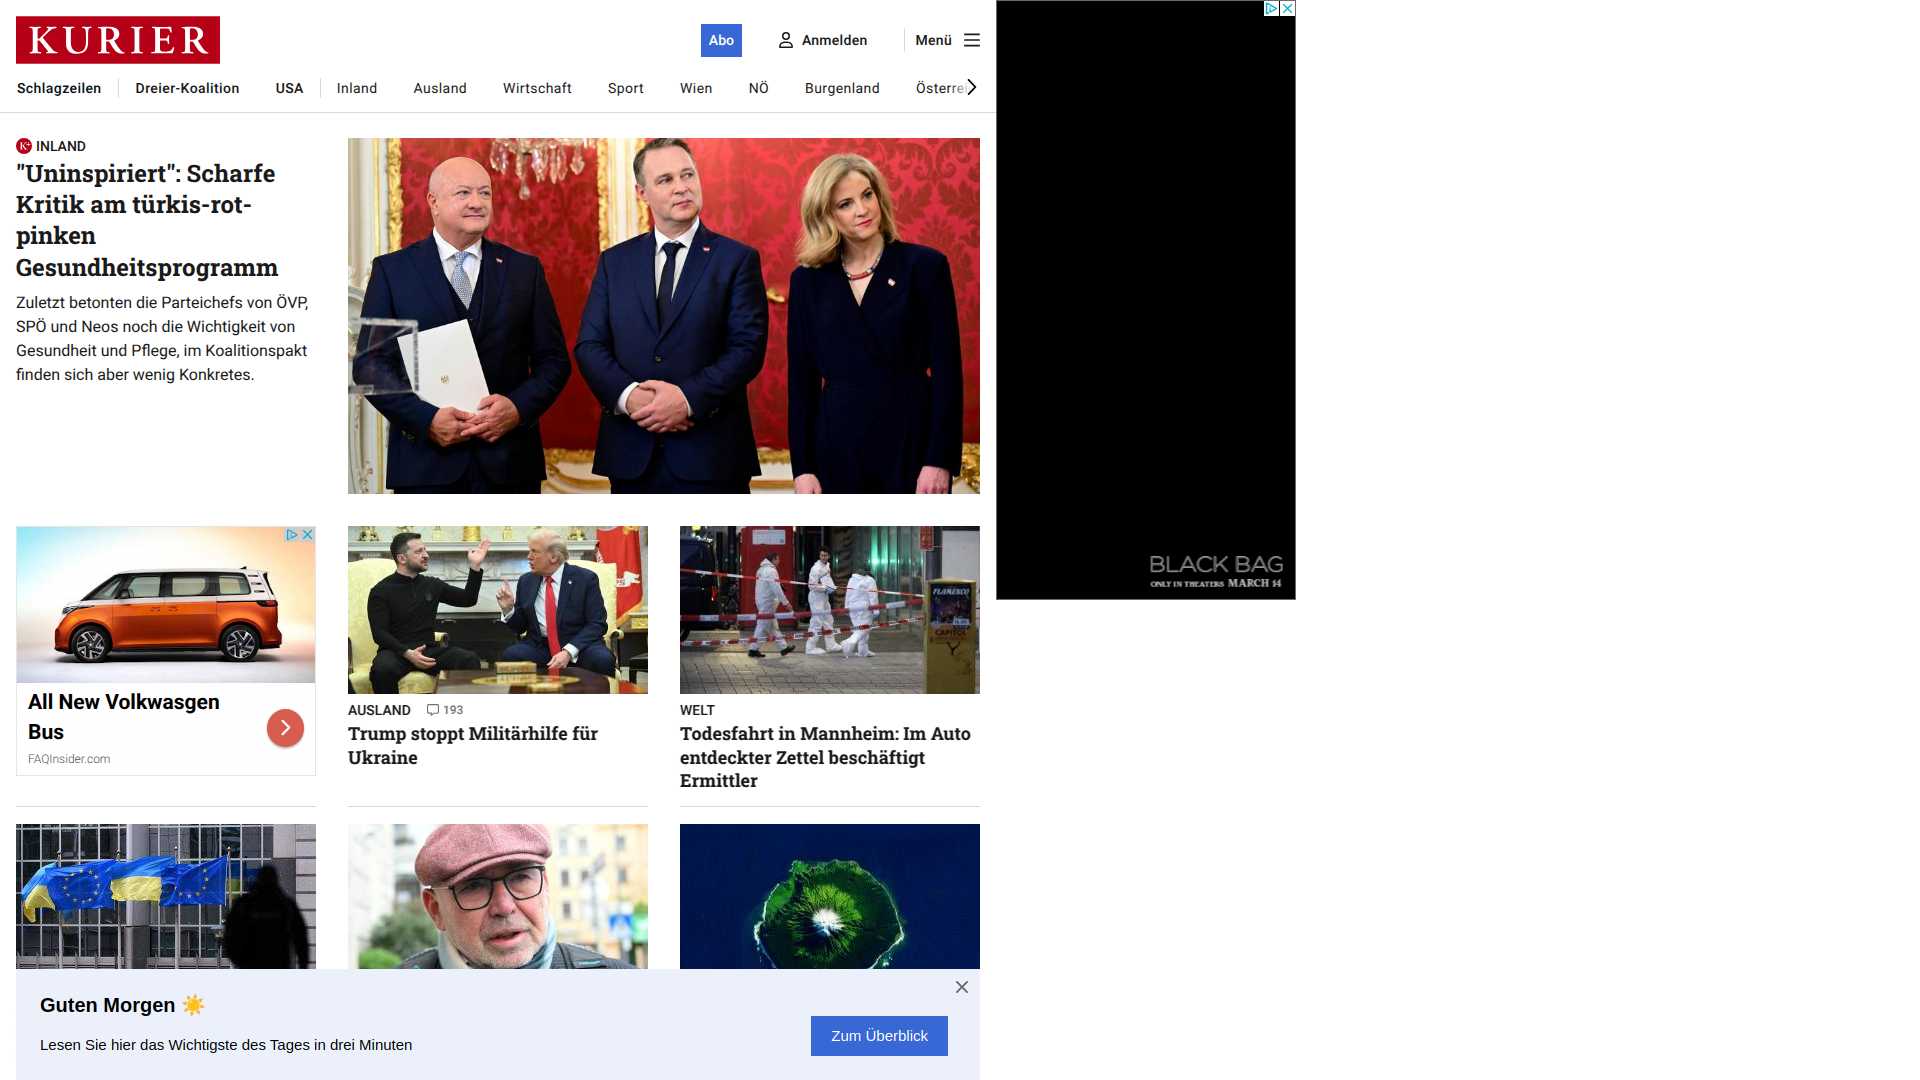 KURIER
Abo
Anmelden
Menü
Schlagzeilen
Dreier-Koalition
USA
Inland
Ausland
Wirtschaft
Sport
Wien
NÖ
Burgenland
Österrei
INLAND
"Uninspiriert": Scharfe
Kritik am türkis-rot-
pinken
Gesundheitsprogramm
Zuletzt betonten die Parteichefs von ÖVP,
SPÖ und Neos noch die Wichtigkeit von
Gesundheit und Pflege, im Koalitionspakt
finden sich aber wenig Konkretes.
BLACK BAG
ONLY IN THEATERS MARCH 14
All New Volkwasgen
Bus
FAQInsider.com
AUSLAND 193
Trump stoppt Militärhilfe für
Ukraine
FLAMENCO
CAPITOL
WELT
Todesfahrt in Mannheim: Im Auto
entdeckter Zettel beschäftigt
Ermittler
Guten Morgen ☀️
Lesen Sie hier das Wichtigste des Tages in drei Minuten
Zum Überblick